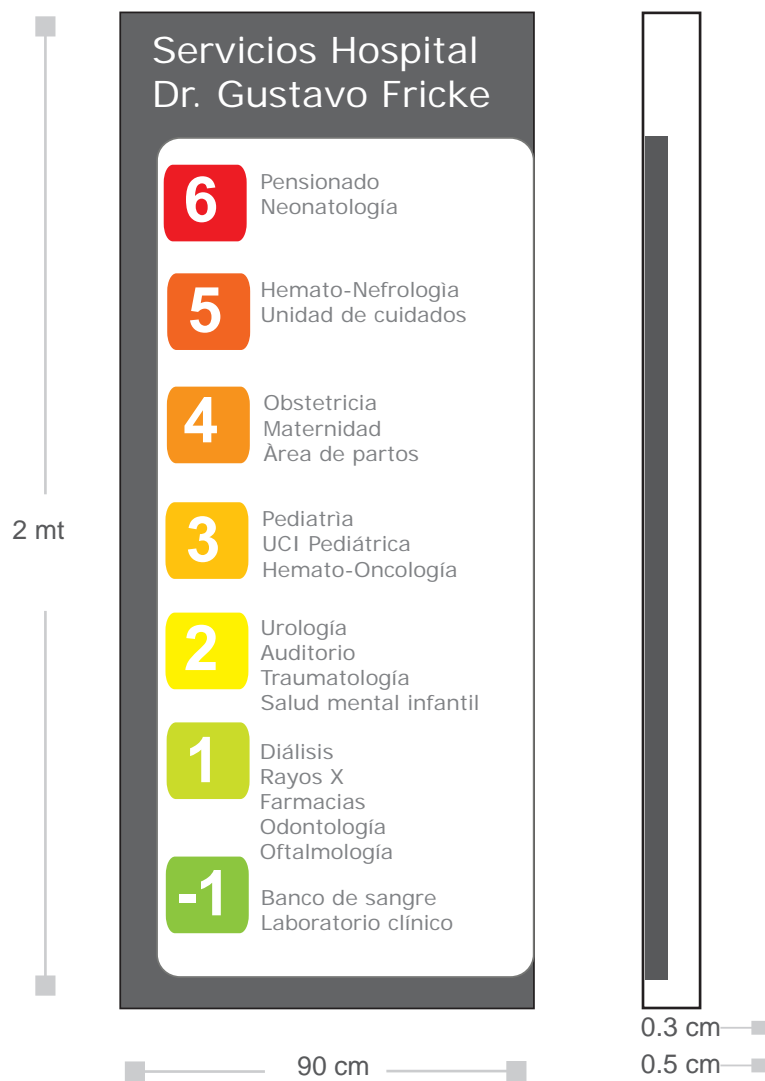 Servicios Hospital
Dr. Gustavo Fricke
6
Pensionado
Neonatología
5
Hemato-Nefrologìa
Unidad de cuidados
4
Obstetricia
Maternidad
Àrea de partos
3
Pediatrìa
UCI Pediátrica
Hemato-Oncología
2
Urología
Auditorio
Traumatología
Salud mental infantil
1
Diálisis
Rayos X
Farmacias
Odontología
Oftalmología
-1
Banco de sangre
Laboratorio clínico
2 mt
90 cm
0.3 cm
0.5 cm